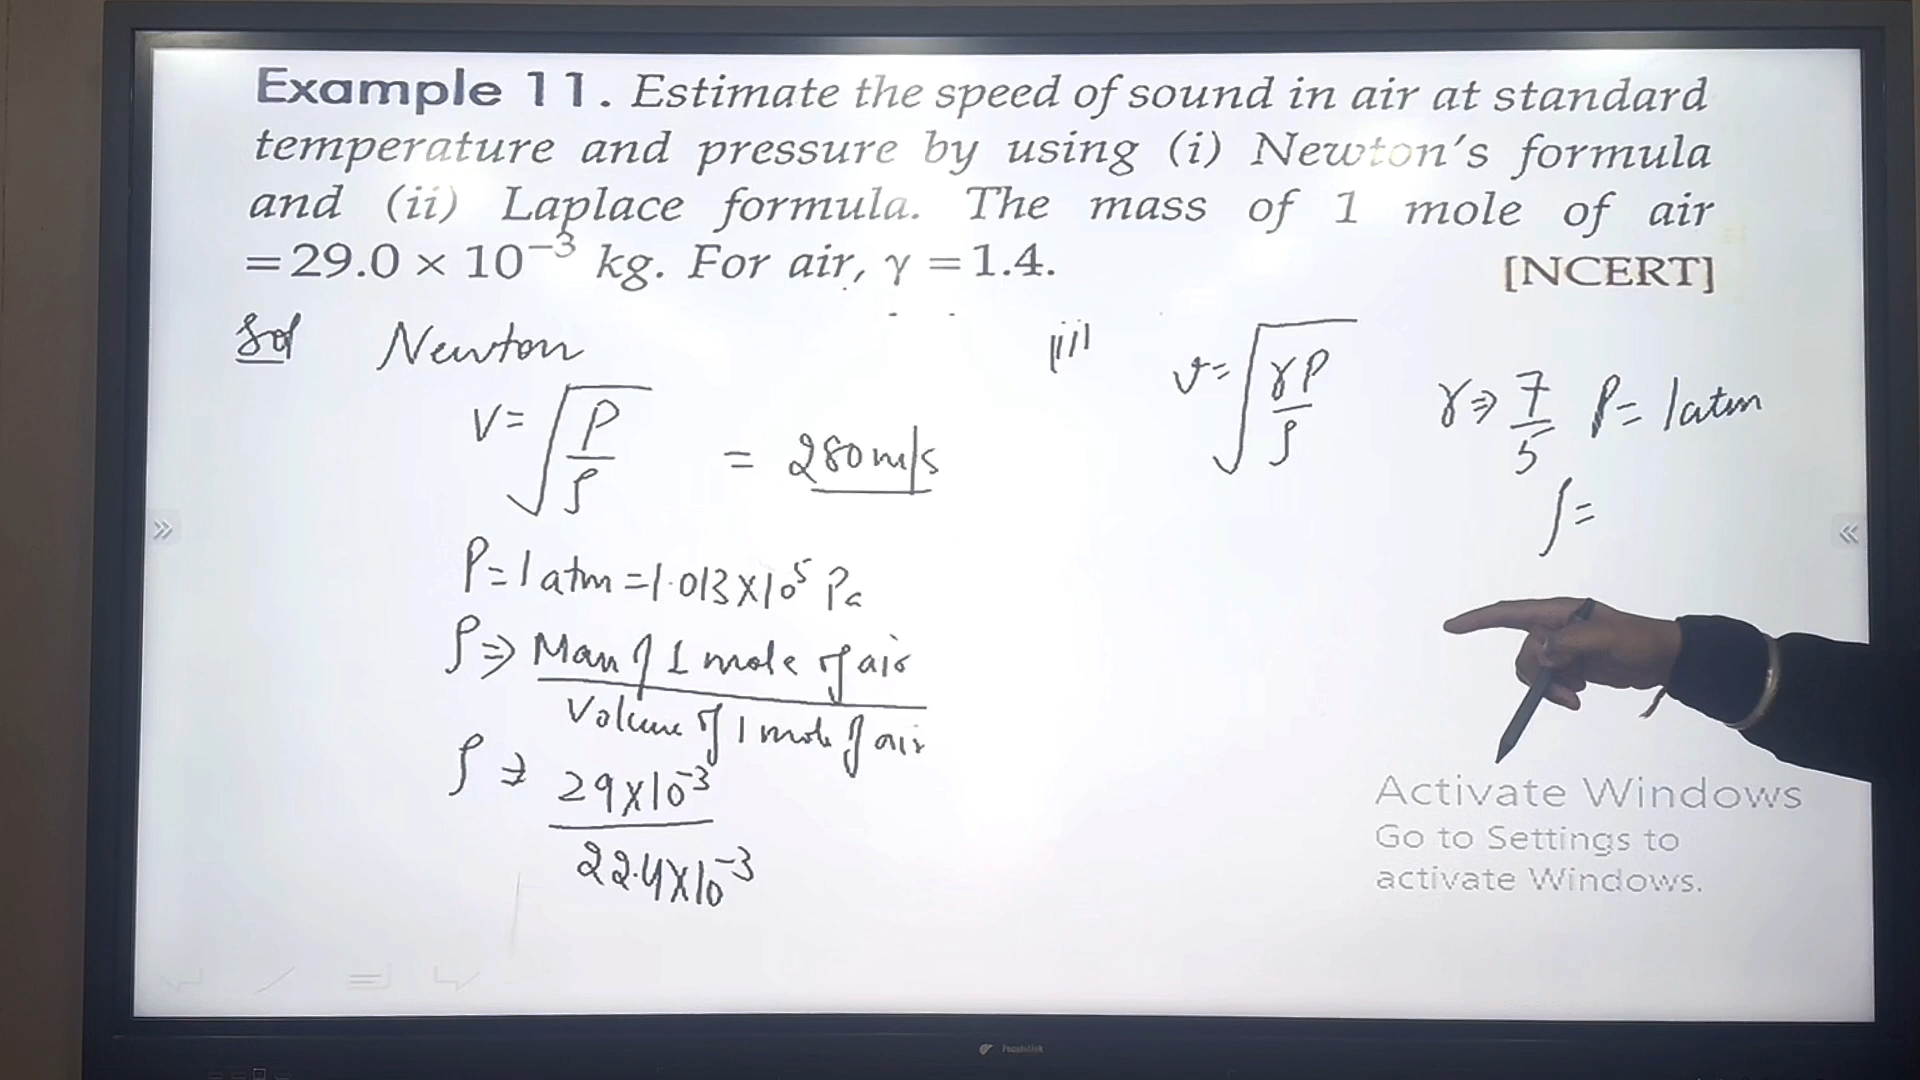 Example 11. Estimate the speed of sound in air at standard
temperature and pressure by using (i) Newton's formula
and (ii) Laplace formula. The mass of 1 mole of air
=29.0 × 10⁻³ kg. For air, γ =1.4.
[NCERT]
Sol Newton
V= √(P/ρ) = 280 m/s
P=1 atm =1.013×10⁵ Pa
ρ⇒ Mass of 1 mole of air
Volume of 1 mole of air
ρ ⇒ 29×10⁻³
22.4×10⁻³
(ii) v= √(γP/ρ) γ⇒ 7/5 P= 1atm
ρ=
Activate Windows
Go to Settings to
activate Windows.